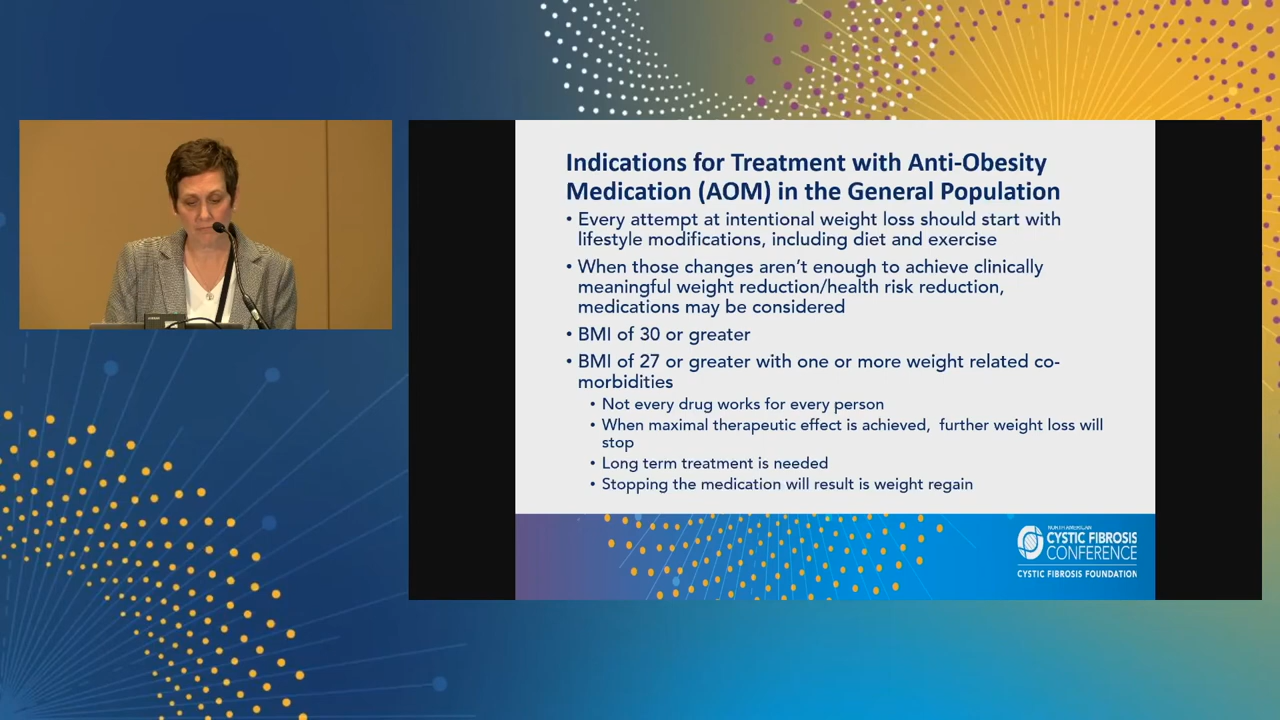 Indications for Treatment with Anti-Obesity
Medication (AOM) in the General Population
• Every attempt at intentional weight loss should start with
lifestyle modifications, including diet and exercise
• When those changes aren't enough to achieve clinically
meaningful weight reduction/health risk reduction,
medications may be considered
• BMI of 30 or greater
• BMI of 27 or greater with one or more weight related co-
morbidities
• Not every drug works for every person
• When maximal therapeutic effect is achieved, further weight loss will
stop
• Long term treatment is needed
• Stopping the medication will result is weight regain
NORTH AMERICAN
CYSTIC FIBROSIS
CONFERENCE
CYSTIC FIBROSIS FOUNDATION